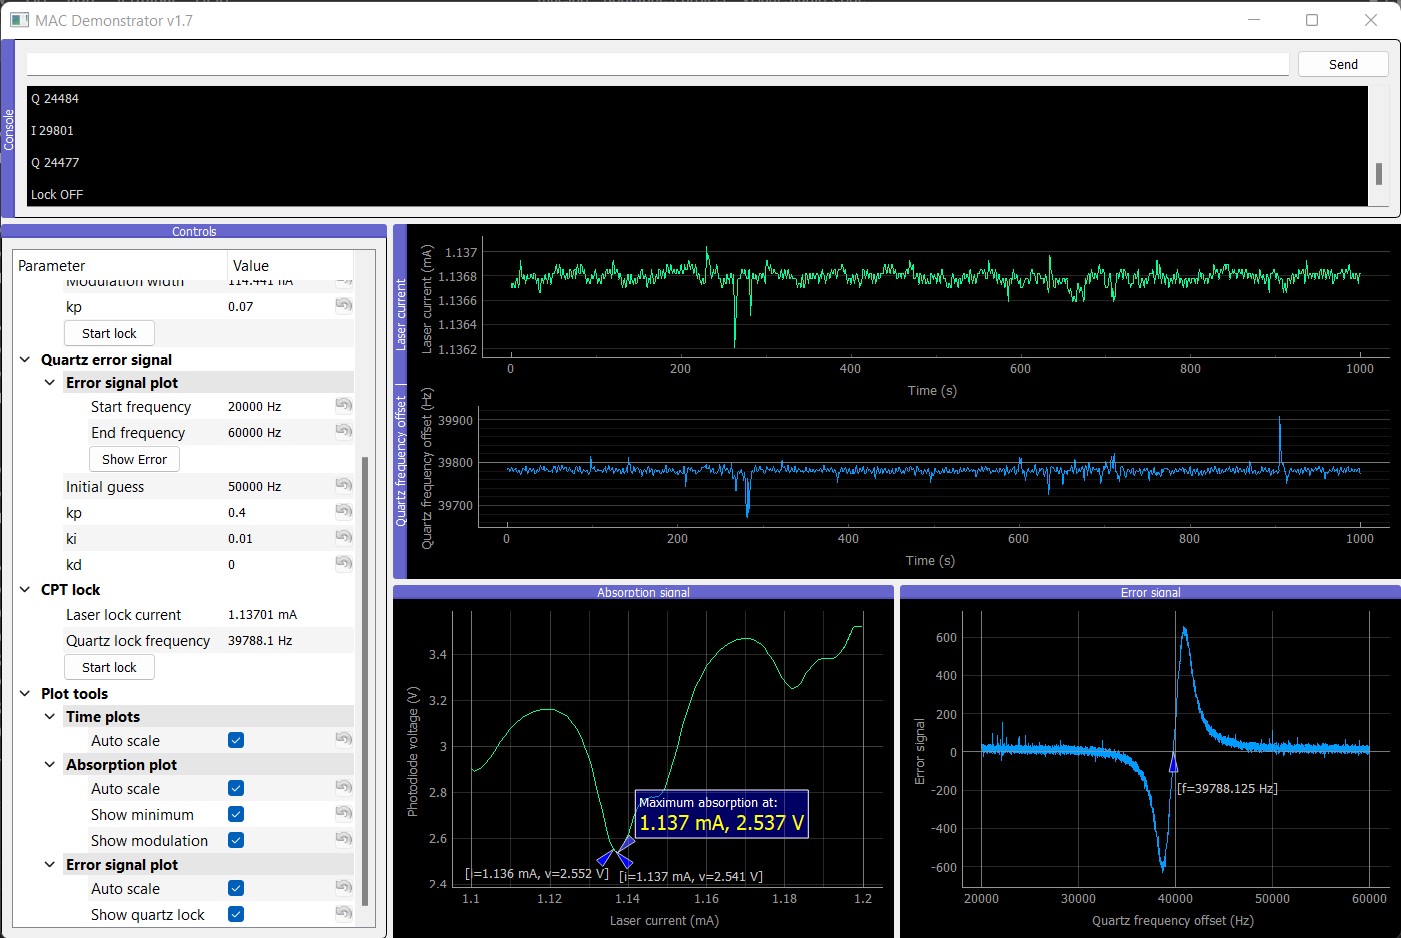 MAC Demonstrator v1.7
Console
Send
Q 24484
I 29801
Q 24477
Lock OFF
Controls
Parameter Value
Modulation width 114.441 nA
kp 0.07
Start lock
Quartz error signal
Error signal plot
Start frequency 20000 Hz
End frequency 60000 Hz
Show Error
Initial guess 50000 Hz
kp 0.4
ki 0.01
kd 0
CPT lock
Laser lock current 1.13701 mA
Quartz lock frequency 39788.1 Hz
Start lock
Plot tools
Time plots
Auto scale
Absorption plot
Auto scale
Show minimum
Show modulation
Error signal plot
Auto scale
Show quartz lock
Laser current
Laser current (mA)
1.137
1.1368
1.1366
1.1364
1.1362
0 200 400 600 800 1000
Time (s)
Quartz frequency offset
Quartz frequency offset (Hz)
39900
39800
39700
0 200 400 600 800 1000
Time (s)
Absorption signal
Photodiode voltage (V)
3.4
3.2
3
2.8
2.6
2.4
Maximum absorption at:
1.137 mA, 2.537 V
[i=1.136 mA, v=2.552 V] [i=1.137 mA, v=2.541 V]
1.1 1.12 1.14 1.16 1.18 1.2
Laser current (mA)
Error signal
Error signal
600
400
200
0
-200
-400
-600
[f=39788.125 Hz]
20000 30000 40000 50000 60000
Quartz frequency offset (Hz)